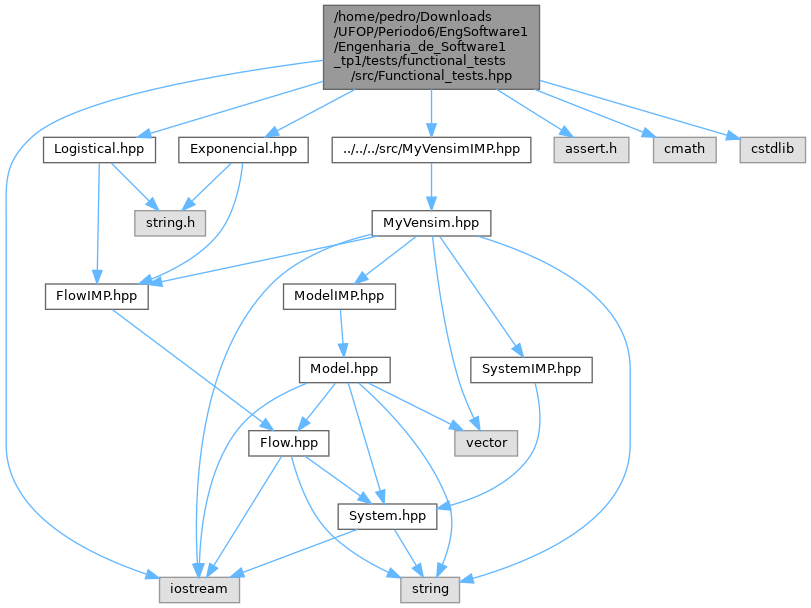 /home/pedro/Downloads
/UFOP/Periodo6/EngSoftware1
/Engenharia_de_Software1
_tp1/tests/functional_tests
/src/Functional_tests.hpp
Logistical.hpp
Exponencial.hpp
../../../src/MyVensimIMP.hpp
assert.h
cmath
cstdlib
string.h
MyVensim.hpp
FlowIMP.hpp
ModelIMP.hpp
Model.hpp
SystemIMP.hpp
Flow.hpp
vector
System.hpp
iostream
string